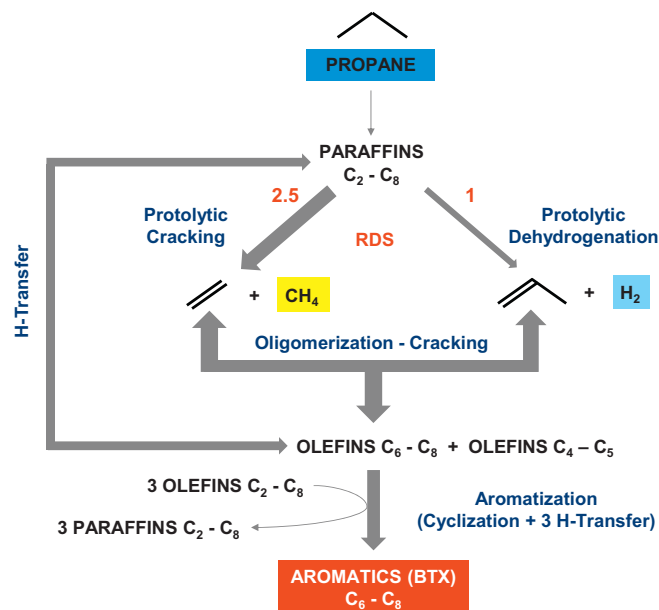 PROPANE
PARAFFINS
C₂ - C₈
2.5
1
Protolytic
Cracking
RDS
Protolytic
Dehydrogenation
H-Transfer
+ CH₄
+ H₂
Oligomerization - Cracking
OLEFINS C₆ - C₈ + OLEFINS C₄ – C₅
3 OLEFINS C₂ - C₈
3 PARAFFINS C₂ - C₈
Aromatization
(Cyclization + 3 H-Transfer)
AROMATICS (BTX)
C₆ - C₈